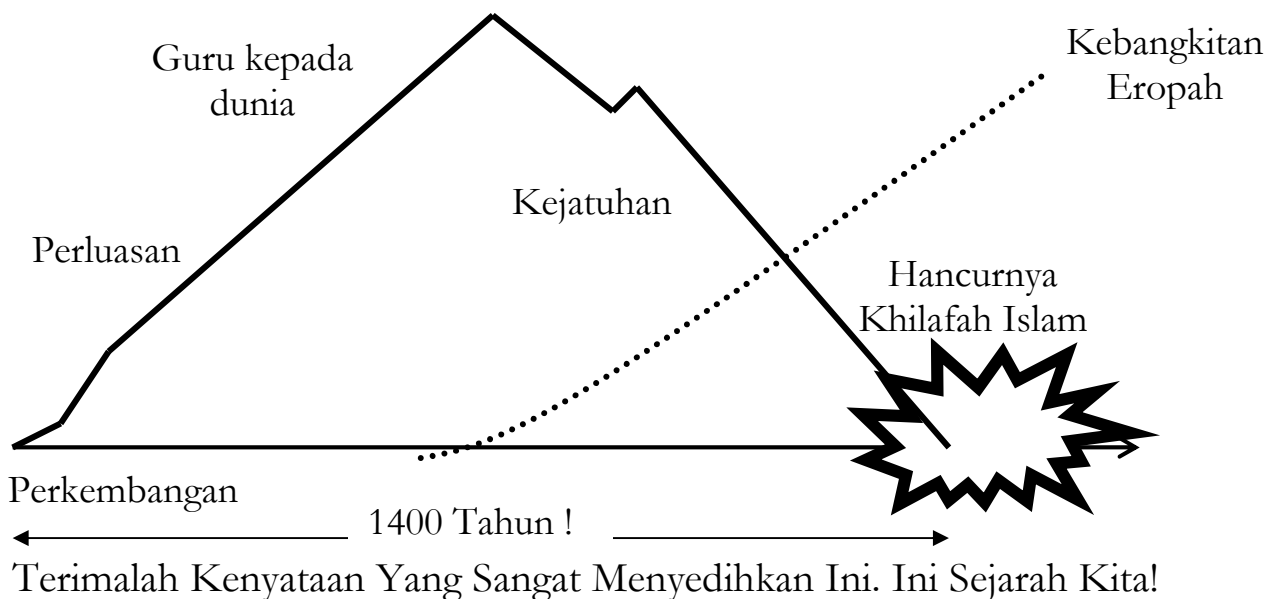 Guru kepada
dunia
Kebangkitan
Eropah
Kejatuhan
Perluasan
Hancurnya
Khilafah Islam
Perkembangan
1400 Tahun !
Terimalah Kenyataan Yang Sangat Menyedihkan Ini. Ini Sejarah Kita!